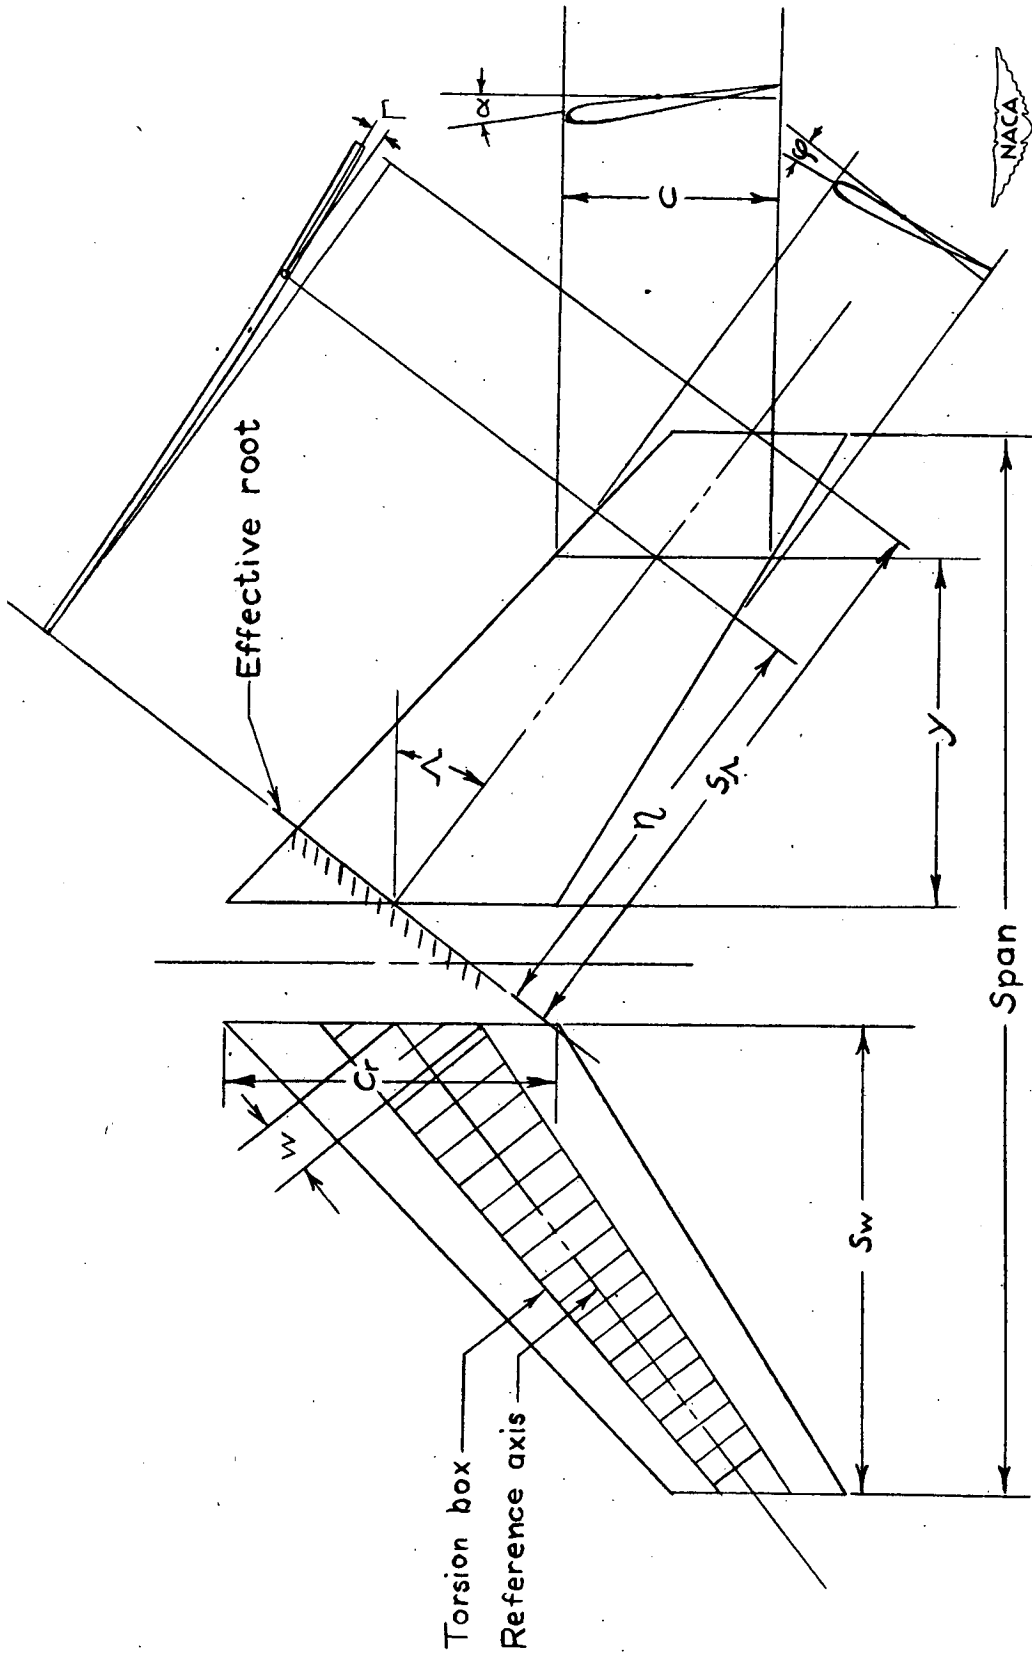 Effective root
Γ
α
c
φ
NACA
Λ
η
S_Λ
y
Span
c_r
w
S_w
Torsion box
Reference axis